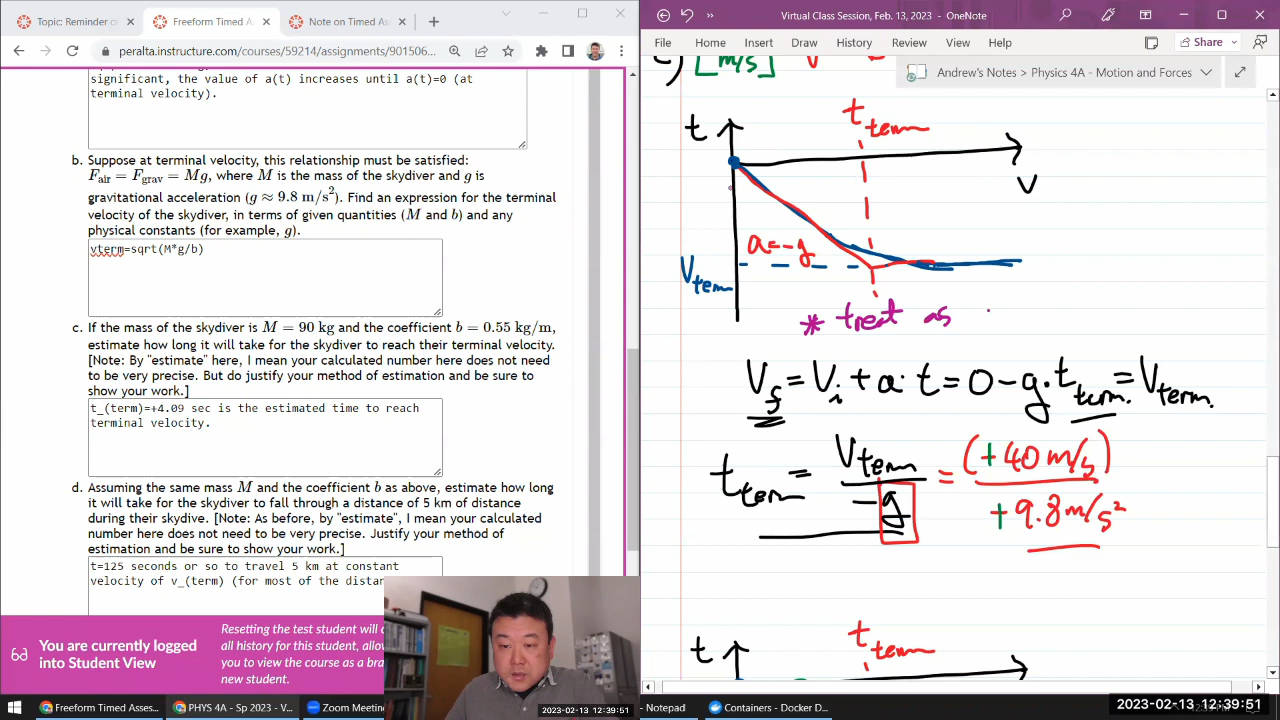 Topic: Reminder c
Freeform Timed As
Note on Timed As
peralta.instructure.com/courses/59214/assignments/901506...
significant, the value of a(t) increases until a(t)=0 (at
terminal velocity).
b. Suppose at terminal velocity, this relationship must be satisfied:
F_air = F_grav = Mg, where M is the mass of the skydiver and g is
gravitational acceleration (g ≈ 9.8 m/s²). Find an expression for the terminal
velocity of the skydiver, in terms of given quantities (M and b) and any
physical constants (for example, g).
vterm=sqrt(M*g/b)
c. If the mass of the skydiver is M = 90 kg and the coefficient b = 0.55 kg/m,
estimate how long it will take for the skydiver to reach their terminal velocity.
[Note: By "estimate" here, I mean your calculated number here does not need
to be very precise. But do justify your method of estimation and be sure to
show your work.]
t_(term)=+4.09 sec is the estimated time to reach
terminal velocity.
d. Assuming the same mass M and the coefficient b as above, estimate how long
it will take for the skydiver to fall through a distance of 5 km of distance
during their skydive. [Note: As before, by "estimate", I mean your calculated
number here does not need to be very precise. Justify your method of
estimation and be sure to show your work.]
t=125 seconds or so to travel 5 km at constant
velocity of v_(term) (for most of the distan
You are currently logged
into Student View
Resetting the test student will
all history for this student, allo
you to view the course as a bra
new student.
2023-02-13 12:39:51
Freeform Timed Asses...
PHYS 4A - Sp 2023 - V...
Zoom Meeting
Virtual Class Session, Feb. 13, 2023 - OneNote
File Home Insert Draw History Review View Help
Share
Andrew's Notes › Physics 4A - Motion and Forces
[m/s]
t
t_term
v
a=-g
V_term
* treat as
V_f = V_i + a·t = 0 - g·t_term = V_term.
t_term = V_term / -g = (+40 m/s) / +9.8 m/s²
t
t_term
- Notepad
Containers - Docker D...
2023-02-13 12:39:51